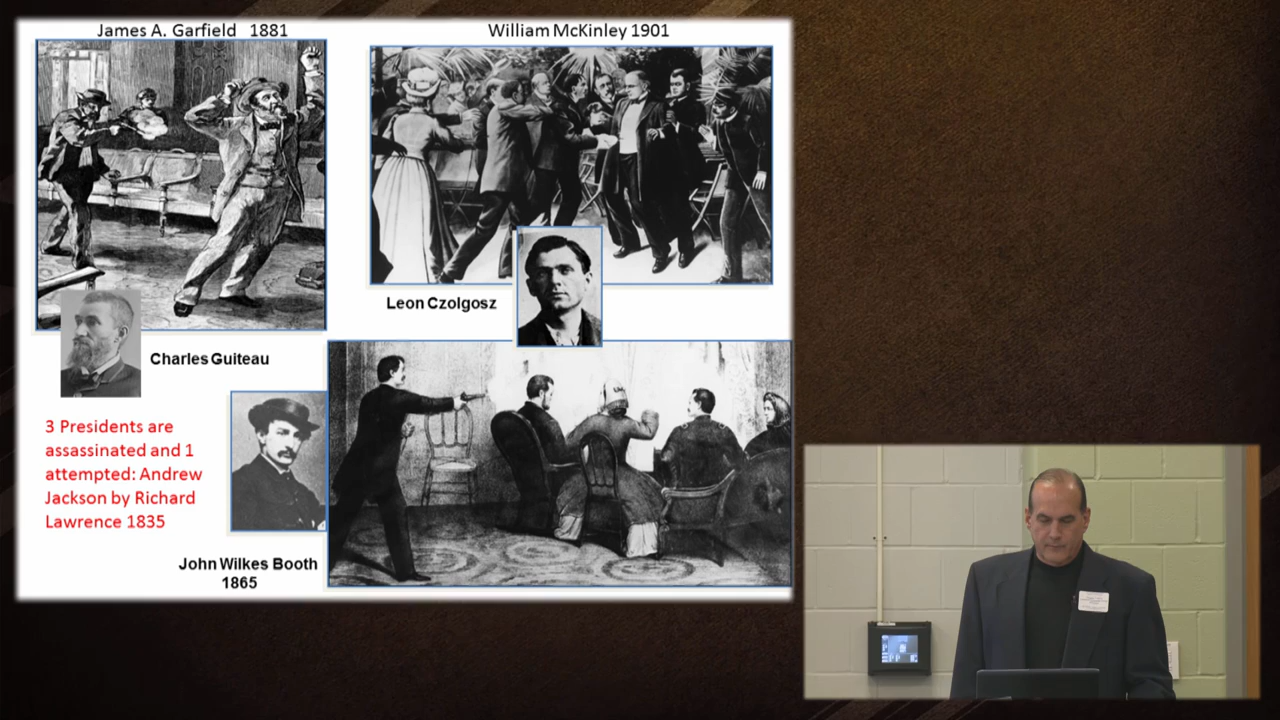 James A. Garfield 1881
William McKinley 1901
Leon Czolgosz
Charles Guiteau
3 Presidents are
assassinated and 1
attempted: Andrew
Jackson by Richard
Lawrence 1835
John Wilkes Booth
1865